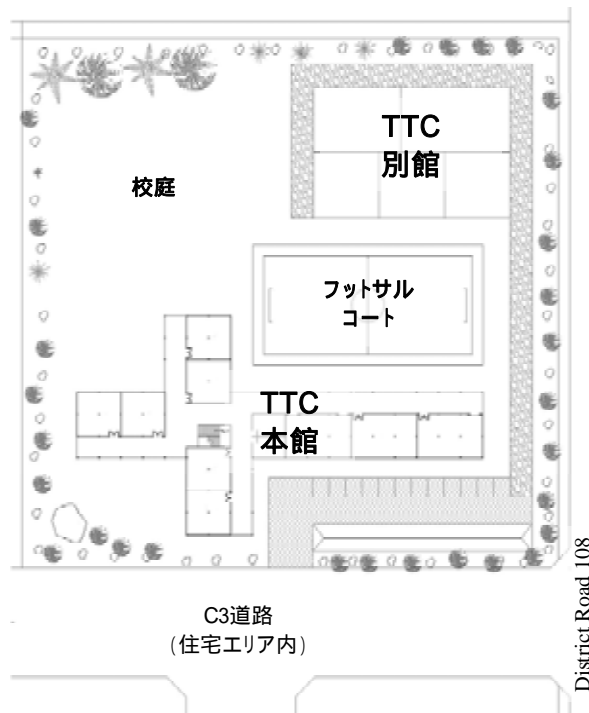 TTC
別館
校庭
フットサル
コート
TTC
本館
C3道路
(住宅エリア内)
District Road 108